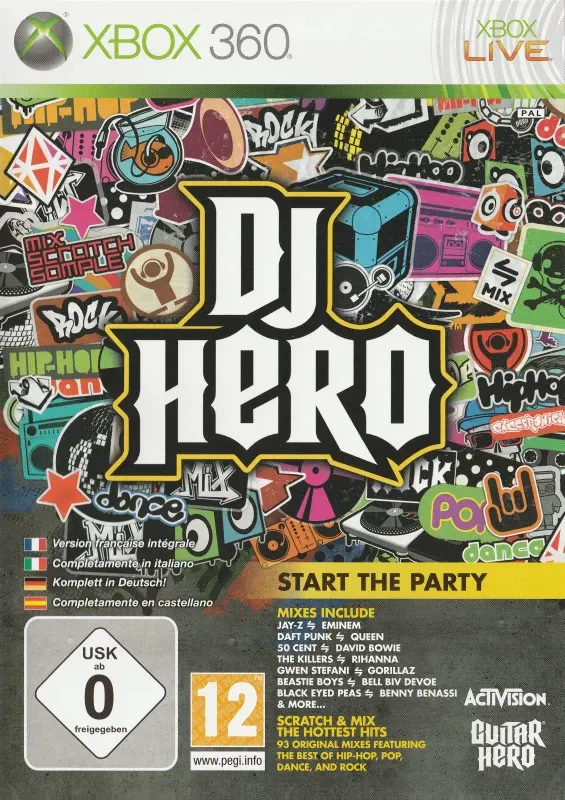 XBOX 360
XBOX
LIVE
PAL
HIP-HOP
ROCK
Hip Hop
MIX
SCRATCH
SAMPLE
MIX
DJ
HERO
TM
ROCK
HIP-HOP
HipHop
ELECTRONICA
MIX
dance
POP
dance
Version française intégrale
Completamente in italiano
Komplett in Deutsch!
Completamente en castellano
START THE PARTY
MIXES INCLUDE
JAY-Z ⇋ EMINEM
DAFT PUNK ⇋ QUEEN
50 CENT ⇋ DAVID BOWIE
THE KILLERS ⇋ RIHANNA
GWEN STEFANI ⇋ GORILLAZ
BEASTIE BOYS ⇋ BELL BIV DEVOE
BLACK EYED PEAS ⇋ BENNY BENASSI
& MORE...
SCRATCH & MIX
THE HOTTEST HITS
93 ORIGINAL MIXES FEATURING
THE BEST OF HIP-HOP, POP,
DANCE, AND ROCK
USK
ab
0
freigegeben
12
www.pegi.info
ACTIVISION
GUITAR
HERO